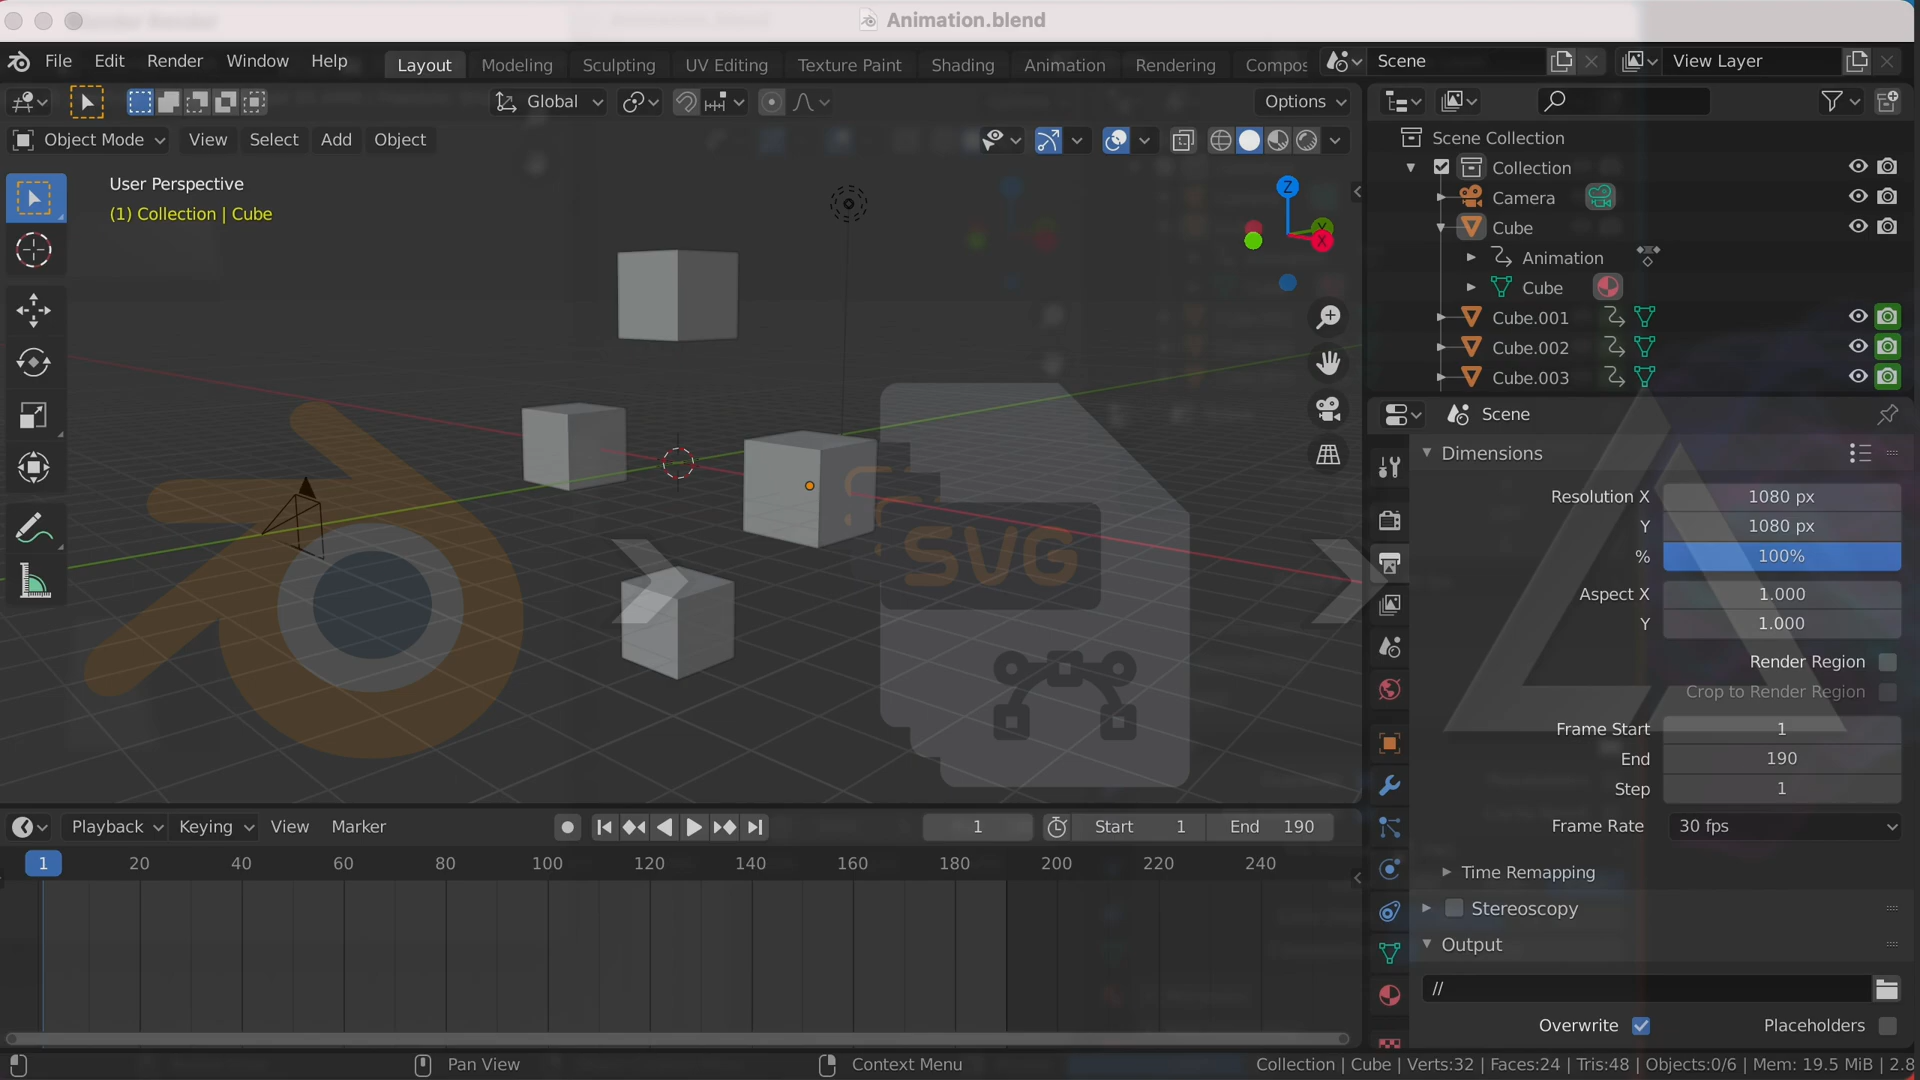 Animation.blend
File Edit Render Window Help Layout Modeling Sculpting UV Editing Texture Paint Shading Animation Rendering Compos Scene View Layer
Global Options
Object Mode View Select Add Object
User Perspective
(1) Collection | Cube
Z
Y
X
SVG
Scene Collection
Collection
Camera
Cube
Animation
Cube
Cube.001
Cube.002
Cube.003
Scene
Dimensions
Resolution X 1080 px
Y 1080 px
% 100%
Aspect X 1.000
Y 1.000
Render Region
Crop to Render Region
Frame Start 1
End 190
Step 1
Frame Rate 30 fps
Time Remapping
Stereoscopy
Output
//
Overwrite Placeholders
Playback Keying View Marker 1 Start 1 End 190
1 20 40 60 80 100 120 140 160 180 200 220 240
Pan View Context Menu Collection | Cube | Verts:32 | Faces:24 | Tris:48 | Objects:0/6 | Mem: 19.5 MiB | 2.8